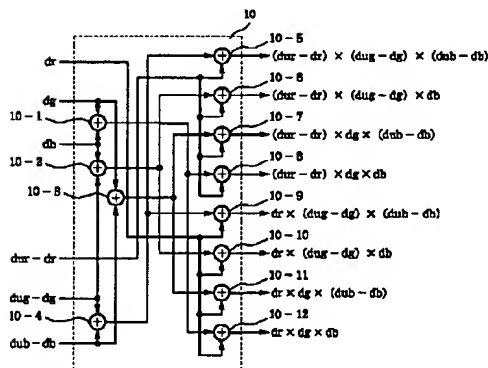 10
10-5
dr
(dur-dr) × (dug-dg) × (dub-db)
10-6
(dur-dr) × (dug-dg) × db
dg
10-7
10-1
(dur-dr) × dg × (dub-db)
db
10-8
10-2
(dur-dr) × dg × db
10-3
10-9
dr × (dug-dg) × (dub-db)
10-10
dur-dr
dr × (dug-dg) × db
10-11
dug-dg
dr × dg × (dub-db)
10-4
10-12
dub-db
dr × dg × db